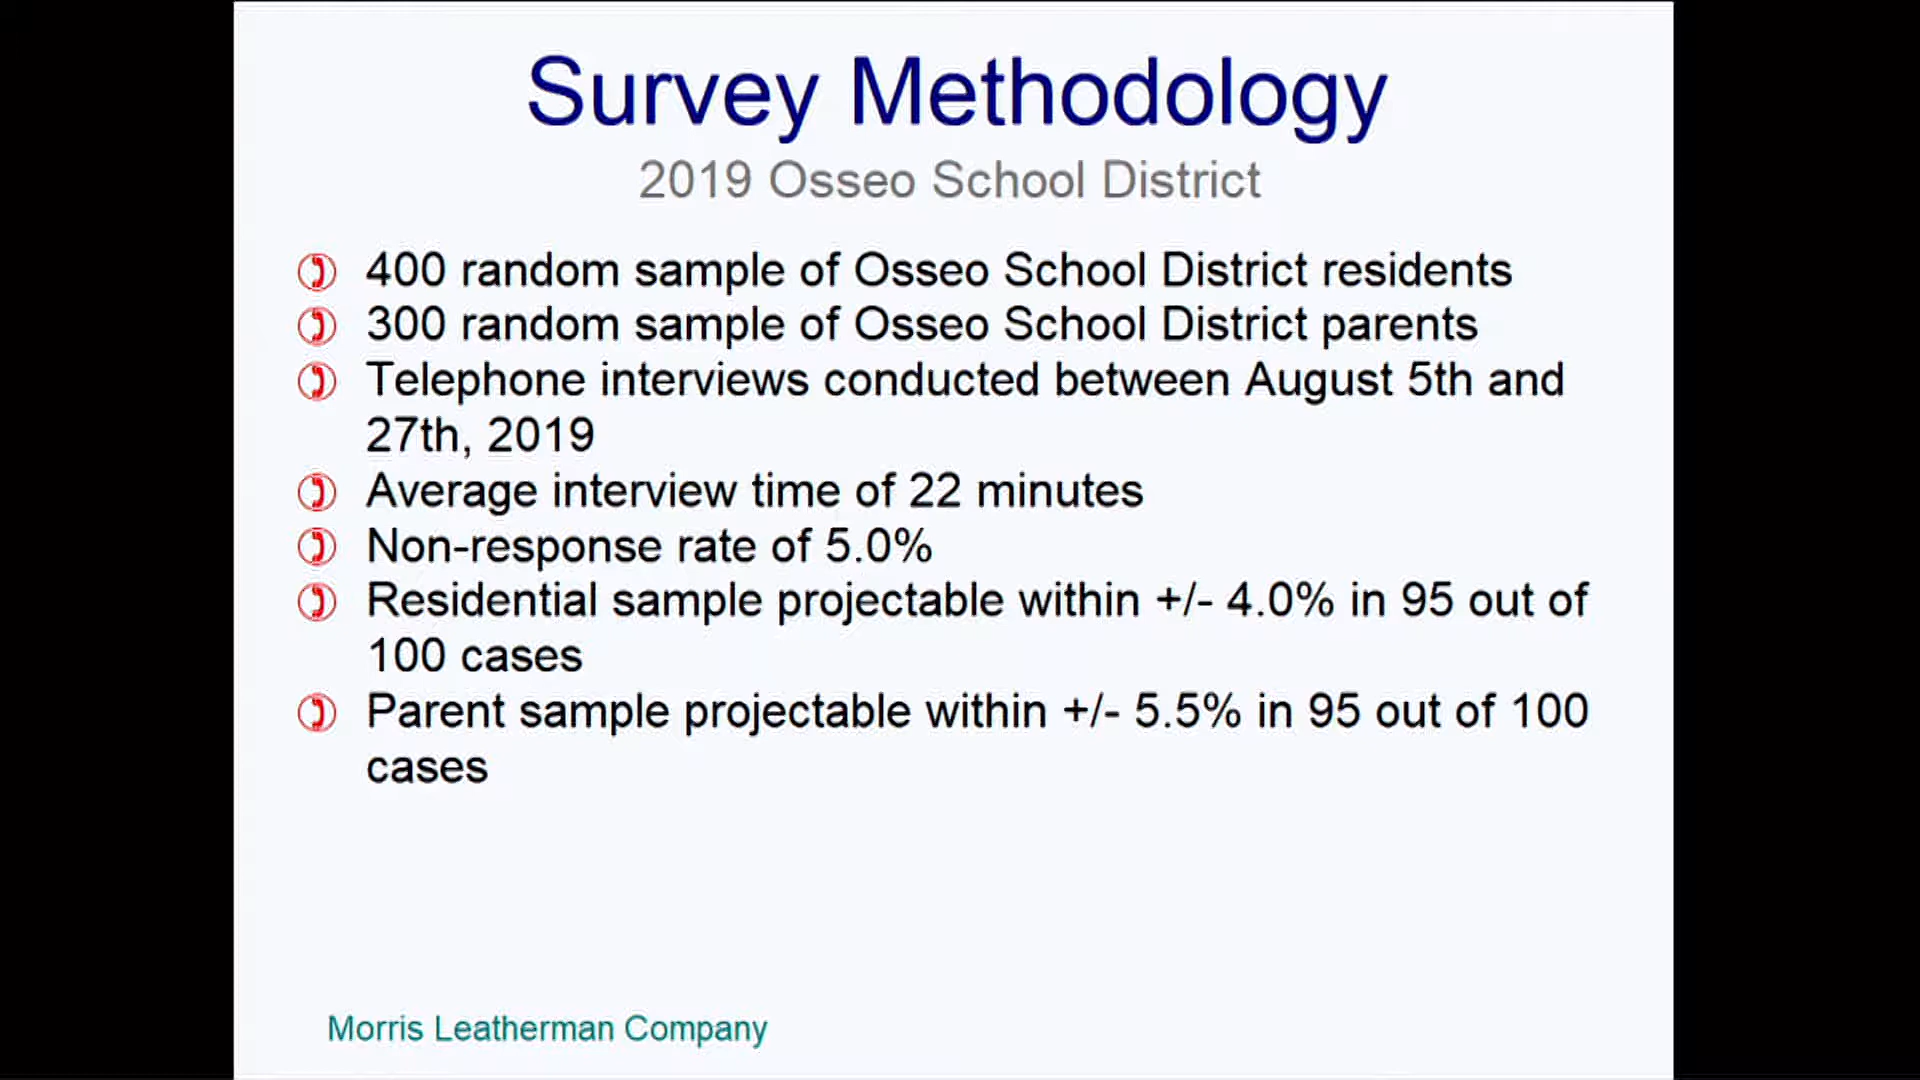 Survey Methodology
2019 Osseo School District
400 random sample of Osseo School District residents
300 random sample of Osseo School District parents
Telephone interviews conducted between August 5th and
27th, 2019
Average interview time of 22 minutes
Non-response rate of 5.0%
Residential sample projectable within +/- 4.0% in 95 out of
100 cases
Parent sample projectable within +/- 5.5% in 95 out of 100
cases
Morris Leatherman Company